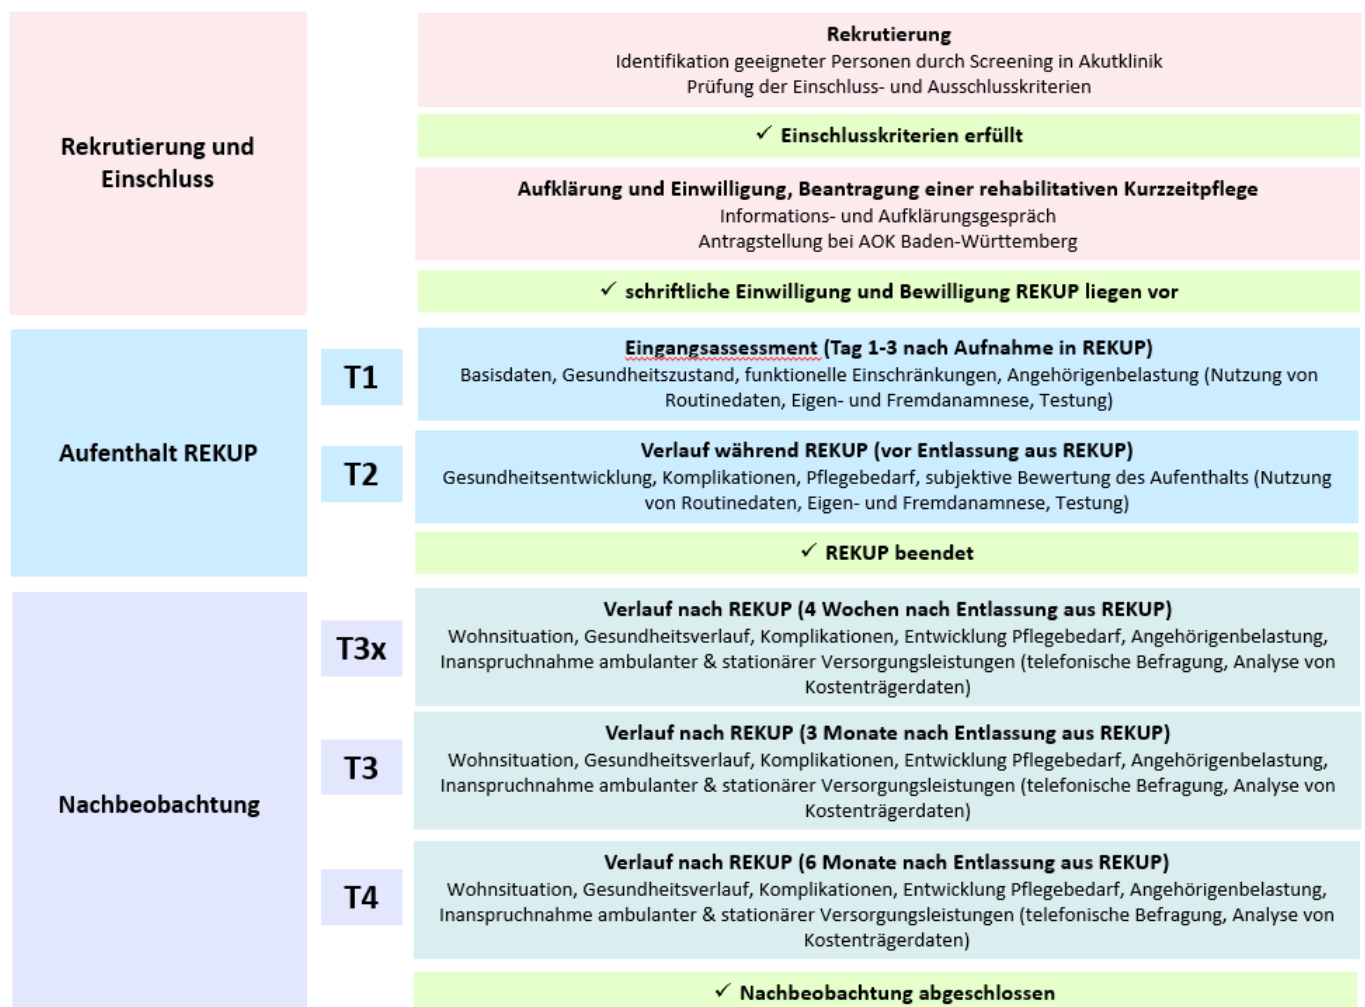 Rekrutierung und
Einschluss
Rekrutierung
Identifikation geeigneter Personen durch Screening in Akutklinik
Prüfung der Einschluss- und Ausschlusskriterien
✓ Einschlusskriterien erfüllt
Aufklärung und Einwilligung, Beantragung einer rehabilitativen Kurzzeitpflege
Informations- und Aufklärungsgespräch
Antragstellung bei AOK Baden-Württemberg
✓ schriftliche Einwilligung und Bewilligung REKUP liegen vor
Aufenthalt REKUP
T1
Eingangsassessment (Tag 1-3 nach Aufnahme in REKUP)
Basisdaten, Gesundheitszustand, funktionelle Einschränkungen, Angehörigenbelastung (Nutzung von
Routinedaten, Eigen- und Fremdanamnese, Testung)
T2
Verlauf während REKUP (vor Entlassung aus REKUP)
Gesundheitsentwicklung, Komplikationen, Pflegebedarf, subjektive Bewertung des Aufenthalts (Nutzung
von Routinedaten, Eigen- und Fremdanamnese, Testung)
✓ REKUP beendet
Nachbeobachtung
T3x
Verlauf nach REKUP (4 Wochen nach Entlassung aus REKUP)
Wohnsituation, Gesundheitsverlauf, Komplikationen, Entwicklung Pflegebedarf, Angehörigenbelastung,
Inanspruchnahme ambulanter & stationärer Versorgungsleistungen (telefonische Befragung, Analyse von
Kostenträgerdaten)
T3
Verlauf nach REKUP (3 Monate nach Entlassung aus REKUP)
Wohnsituation, Gesundheitsverlauf, Komplikationen, Entwicklung Pflegebedarf, Angehörigenbelastung,
Inanspruchnahme ambulanter & stationärer Versorgungsleistungen (telefonische Befragung, Analyse von
Kostenträgerdaten)
T4
Verlauf nach REKUP (6 Monate nach Entlassung aus REKUP)
Wohnsituation, Gesundheitsverlauf, Komplikationen, Entwicklung Pflegebedarf, Angehörigenbelastung,
Inanspruchnahme ambulanter & stationärer Versorgungsleistungen (telefonische Befragung, Analyse von
Kostenträgerdaten)
✓ Nachbeobachtung abgeschlossen